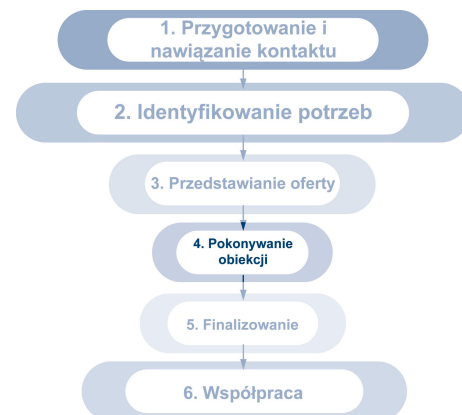 1. Przygotowanie i
nawiązanie kontaktu
2. Identyfikowanie potrzeb
3. Przedstawianie oferty
4. Pokonywanie
obiekcji
5. Finalizowanie
6. Współpraca